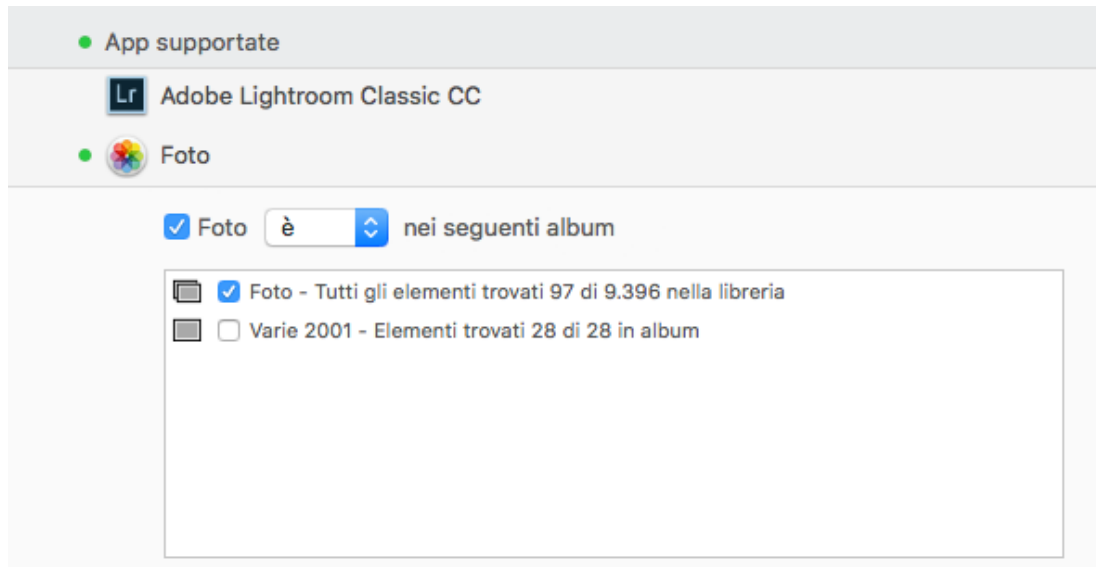 App supportate
Lr Adobe Lightroom Classic CC
Foto
Foto è nei seguenti album
Foto - Tutti gli elementi trovati 97 di 9.396 nella libreria
Varie 2001 - Elementi trovati 28 di 28 in album